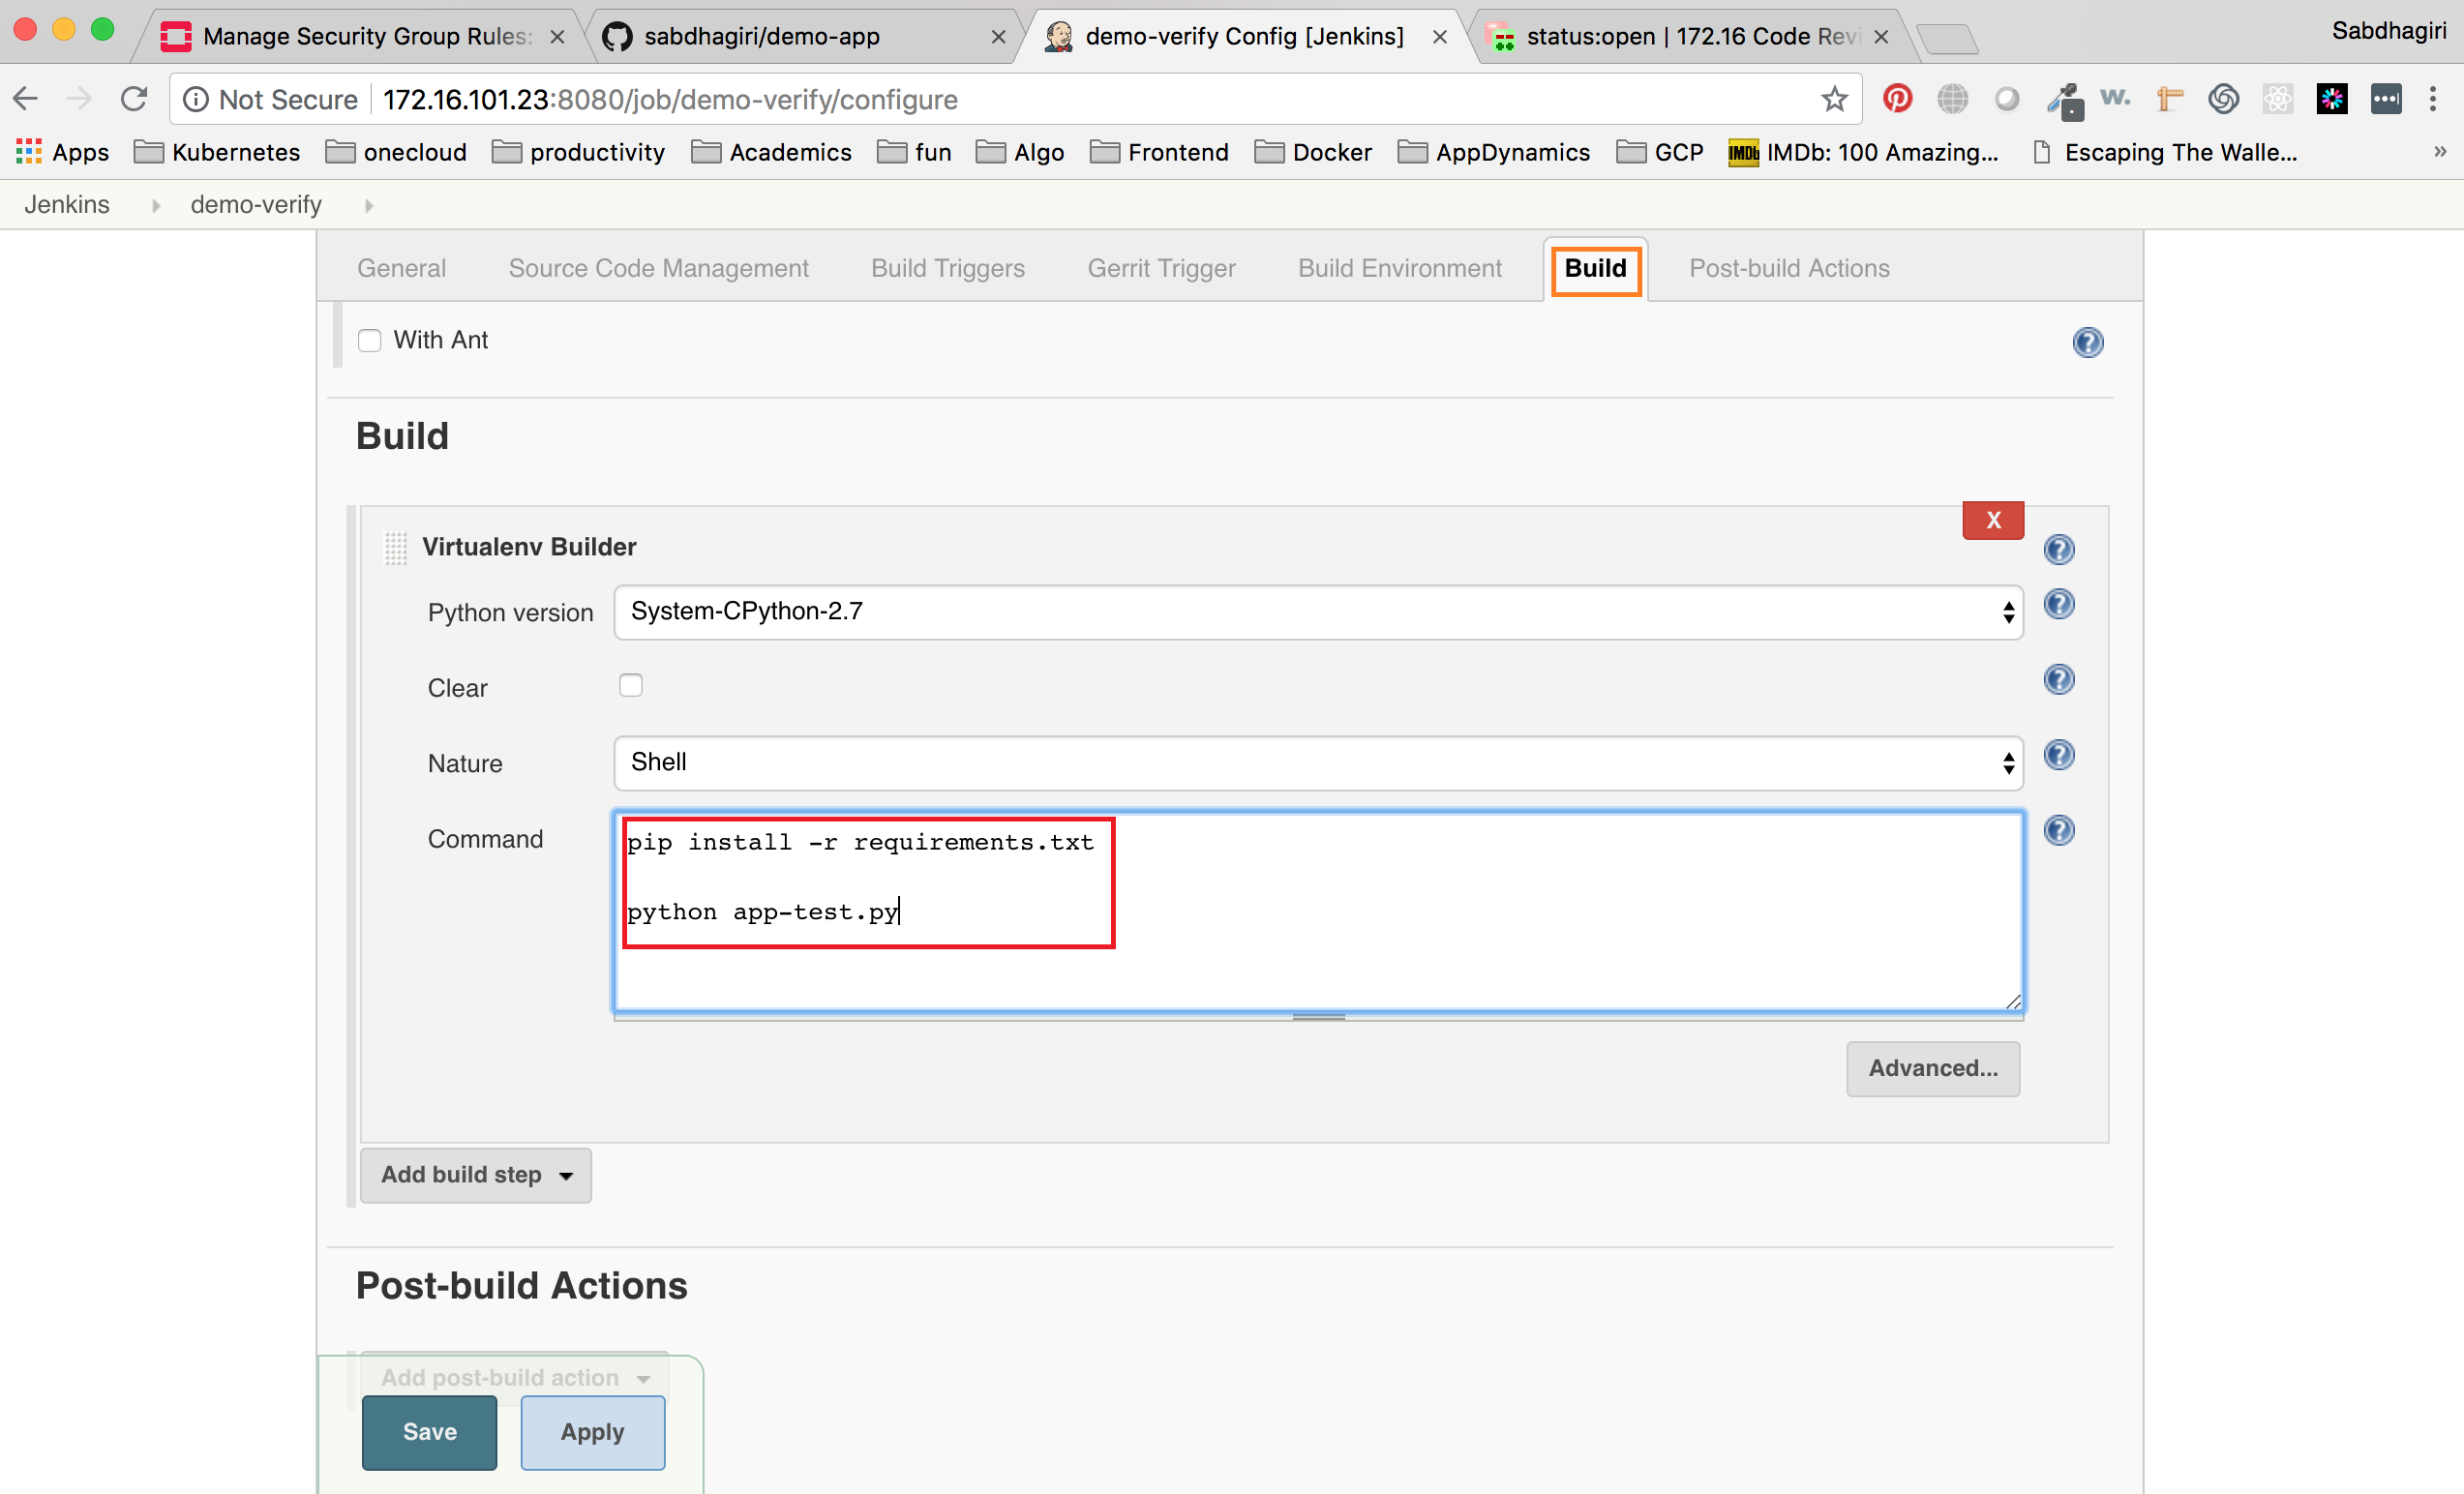 Manage Security Group Rules:
sabdhagiri/demo-app
demo-verify Config [Jenkins]
status:open | 172.16 Code Revi
Sabdhagiri
Not Secure
172.16.101.23:8080/job/demo-verify/configure
w.
Apps
Kubernetes
onecloud
productivity
Academics
fun
Algo
Frontend
Docker
AppDynamics
GCP
IMDb
IMDb: 100 Amazing...
Escaping The Walle...
»
Jenkins
demo-verify
General
Source Code Management
Build Triggers
Gerrit Trigger
Build Environment
Build
Post-build Actions
With Ant
Build
X
Virtualenv Builder
Python version
System-CPython-2.7
Clear
Nature
Shell
Command
pip install -r requirements.txt
python app-test.py
Advanced...
Add build step
Post-build Actions
Add post-build action
Save
Apply